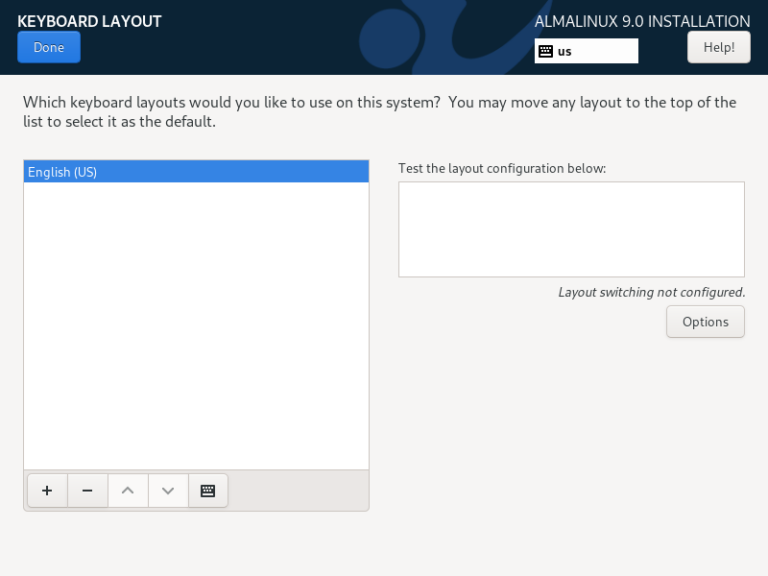 KEYBOARD LAYOUT
ALMALINUX 9.0 INSTALLATION
Done
us
Help!
Which keyboard layouts would you like to use on this system?  You may move any layout to the top of the
list to select it as the default.
English (US)
Test the layout configuration below:
Layout switching not configured.
Options